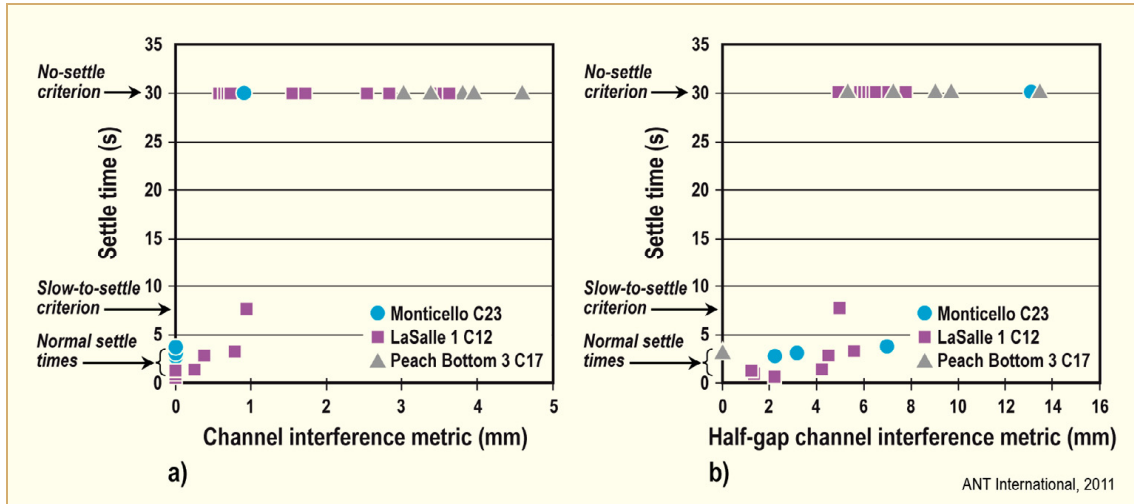 35
30
25
20
15
10
5
0
No-settle
criterion
Settle time (s)
Slow-to-settle
criterion
Normal settle
times
Monticello C23
LaSalle 1 C12
Peach Bottom 3 C17
0 1 2 3 4 5
Channel interference metric (mm)
a)
35
30
25
20
15
10
5
0
No-settle
criterion
Settle time (s)
Slow-to-settle
criterion
Normal settle
times
Monticello C23
LaSalle 1 C12
Peach Bottom 3 C17
0 2 4 6 8 10 12 14 16
Half-gap channel interference metric (mm)
b)
ANT International, 2011